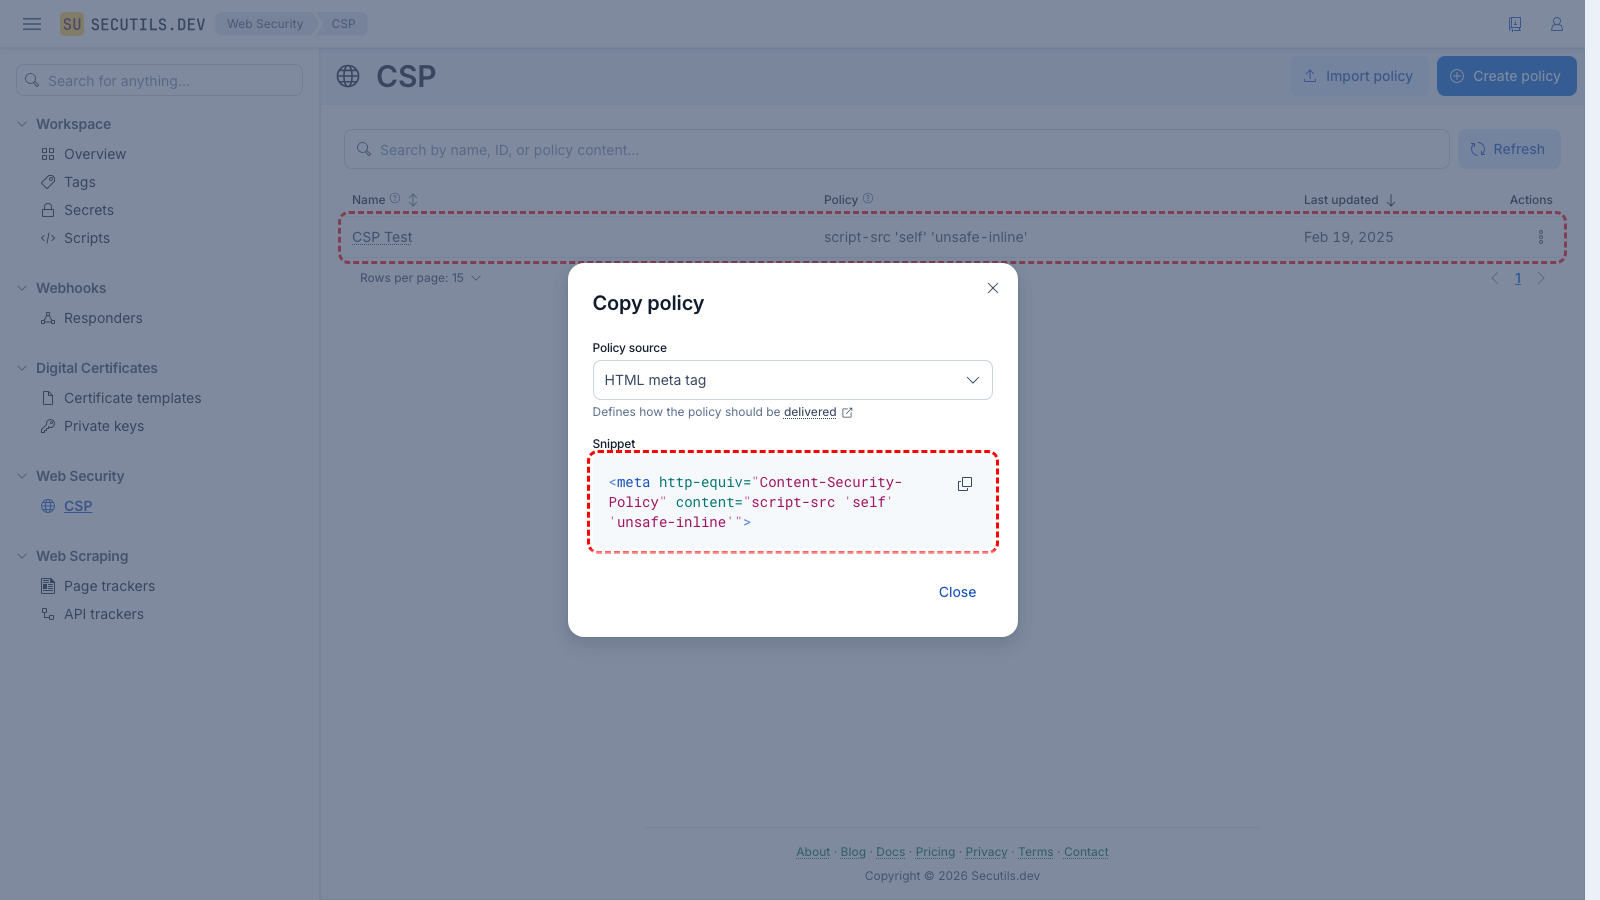 SU SECUTILS.DEV
Web Security
CSP
Search for anything...
Workspace
Overview
Tags
Secrets
Scripts
Webhooks
Responders
Digital Certificates
Certificate templates
Private keys
Web Security
CSP
Web Scraping
Page trackers
API trackers
CSP
Import policy
Create policy
Search by name, ID, or policy content...
Refresh
Name
Policy
Last updated
Actions
CSP Test
script-src 'self' 'unsafe-inline'
Feb 19, 2025
Rows per page: 15
1
Copy policy
Policy source
HTML meta tag
Defines how the policy should be delivered
Snippet
<meta http-equiv="Content-Security-
Policy" content="script-src 'self'
'unsafe-inline'">
Close
About · Blog · Docs · Pricing · Privacy · Terms · Contact
Copyright © 2026 Secutils.dev